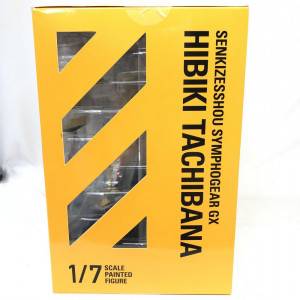 SENKIZESSHOU SYMPHOGEAR GX
HIBIKI TACHIBANA
1/7 SCALE
PAINTED
FIGURE